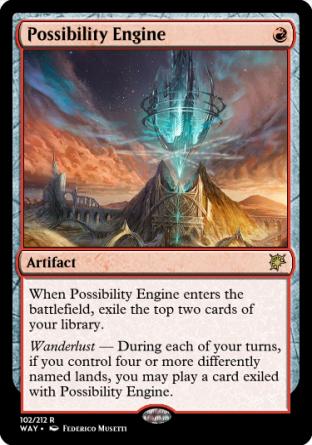 Possibility Engine
Artifact
When Possibility Engine enters the
battlefield, exile the top two cards of
your library.
Wanderlust — During each of your turns,
if you control four or more differently
named lands, you may play a card exiled
with Possibility Engine.
102/212 R
WAY • Federico Musetti